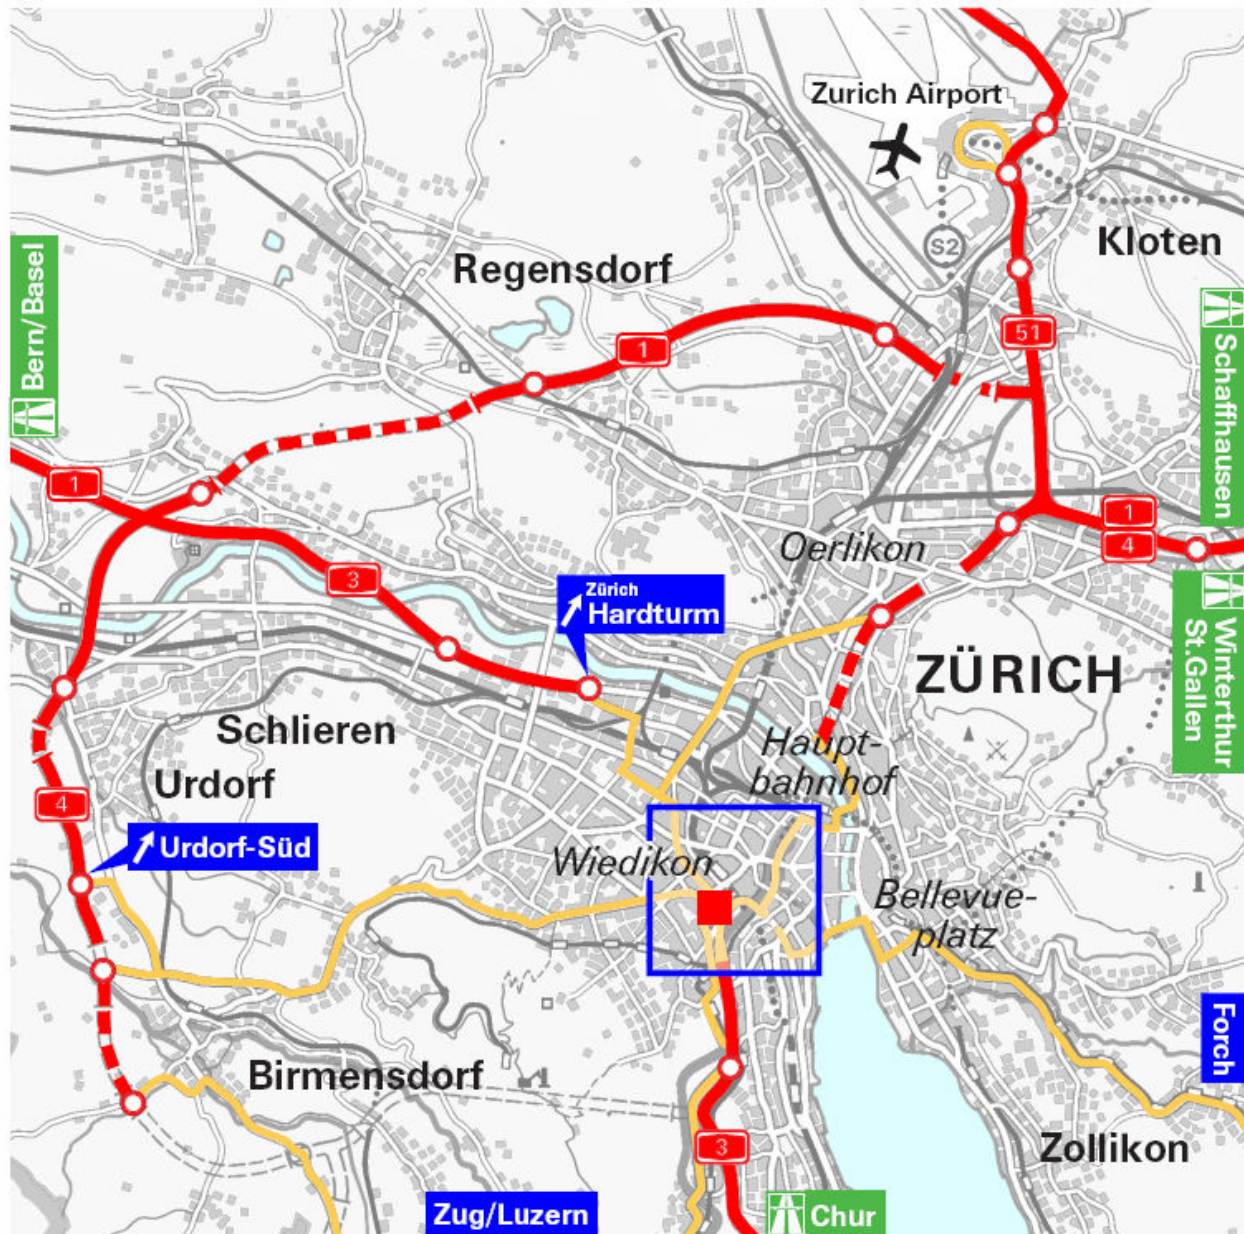 Zurich Airport
S2
Kloten
Bern/Basel
Regensdorf
1
51
Schaffhausen
1
1
4
Oerlikon
3
Zürich
Hardturm
ZÜRICH
Winterthur
St.Gallen
Schlieren
Haupt-
bahnhof
Urdorf
4
Urdorf-Süd
Wiedikon
Bellevue-
platz
Forch
Birmensdorf
3
Zollikon
Zug/Luzern
Chur